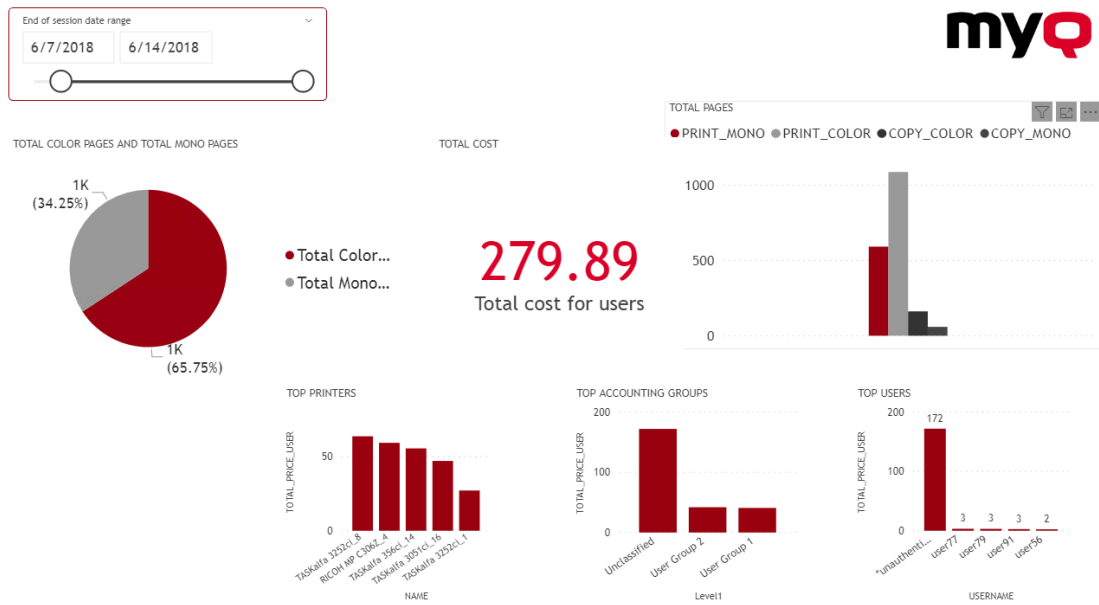 End of session date range
6/7/2018 6/14/2018
myQ
TOTAL COLOR PAGES AND TOTAL MONO PAGES
1K
(34.25%)
1K
(65.75%)
Total Color...
Total Mono...
TOTAL COST
279.89
Total cost for users
TOTAL PAGES
PRINT_MONO PRINT_COLOR COPY_COLOR COPY_MONO
1000
500
0
TOP PRINTERS
TOTAL_PRICE_USER
50
0
TASKalfa 3252ci_8
RICOH MP C306Z_4
TASKalfa 356ci_14
TASKalfa 3051ci_16
TASKalfa 3252ci_1
NAME
TOP ACCOUNTING GROUPS
TOTAL_PRICE_USER
200
100
0
Unclassified
User Group 2
User Group 1
Level1
TOP USERS
TOTAL_PRICE_USER
200
100
0
172
3
3
3
2
*unauthenti...
user77
user79
user91
user56
USERNAME